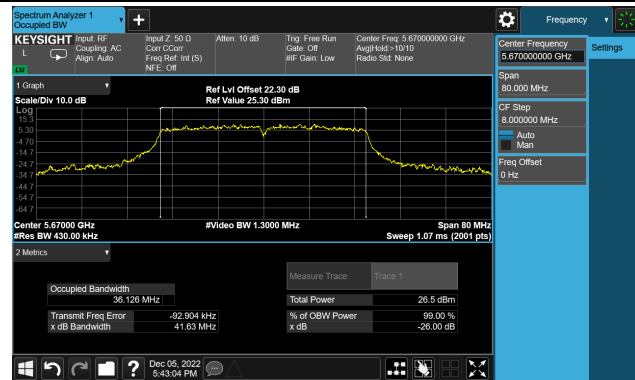 Spectrum Analyzer 1
Occupied BW
Frequency
KEYSIGHT
L
LXI
Input: RF
Coupling: AC
Align: Auto
Input Z: 50 Ω
Corr CCorr
Freq Ref: Int (S)
NFE: Off
Atten: 10 dB
Trig: Free Run
Gate: Off
#IF Gain: Low
Center Freq: 5.670000000 GHz
Avg|Hold:>10/10
Radio Std: None
Center Frequency
5.670000000 GHz
Settings
Span
80.000 MHz
CF Step
8.000000 MHz
Auto
Man
Freq Offset
0 Hz
1 Graph
Scale/Div 10.0 dB
Ref Lvl Offset 22.30 dB
Ref Value 25.30 dBm
Log
15.3
5.30
-4.70
-14.7
-24.7
-34.7
-44.7
-54.7
-64.7
Center 5.67000 GHz
#Video BW 1.3000 MHz
Span 80 MHz
#Res BW 430.00 kHz
Sweep 1.07 ms (2001 pts)
2 Metrics
Measure Trace
Trace 1
Occupied Bandwidth
36.126 MHz
Total Power
26.5 dBm
Transmit Freq Error
-92.904 kHz
% of OBW Power
99.00 %
x dB Bandwidth
41.63 MHz
x dB
-26.00 dB
?
Dec 05, 2022
5:43:04 PM